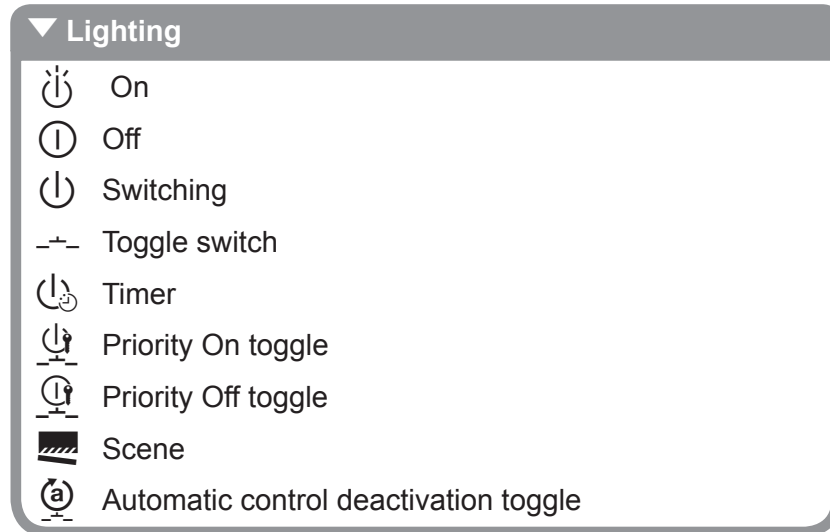 Lighting
On
Off
Switching
Toggle switch
Timer
Priority On toggle
Priority Off toggle
Scene
Automatic control deactivation toggle